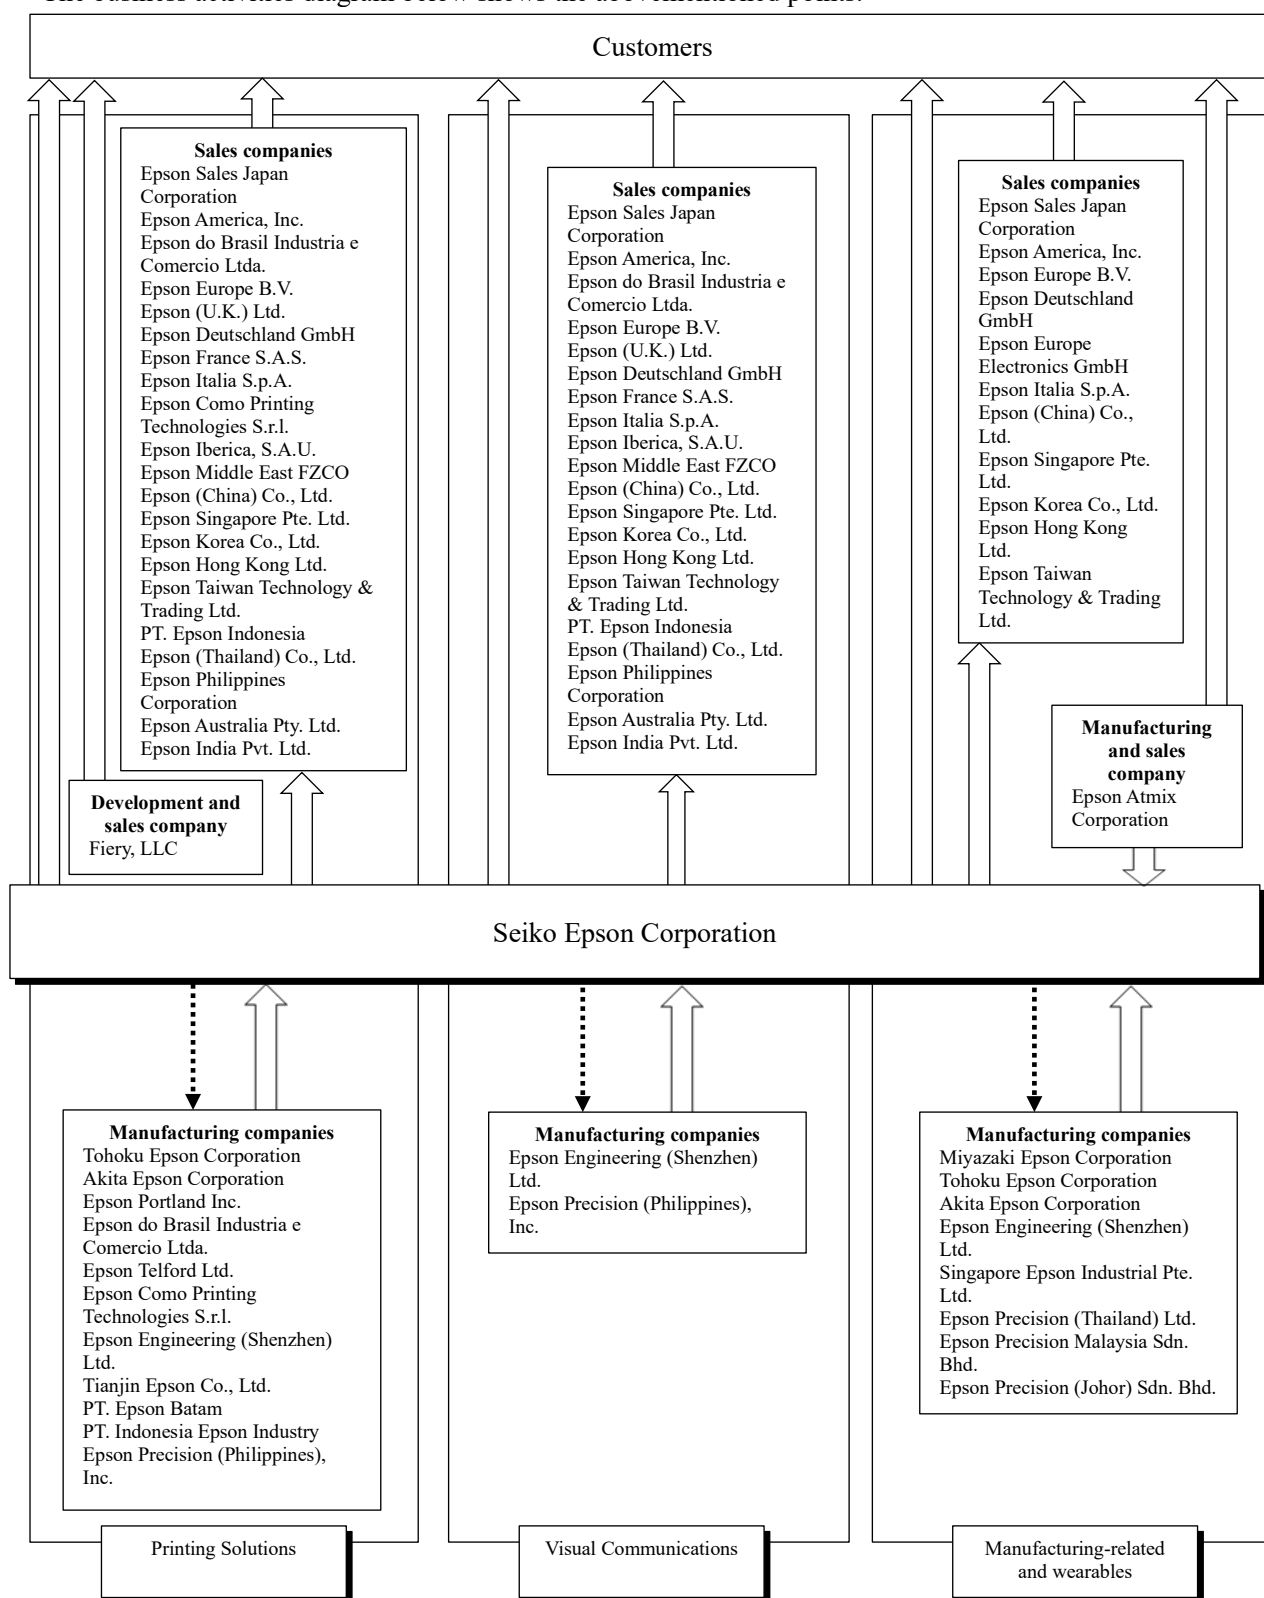 The business activities diagram below shows the abovementioned points.
Customers
Sales companies
Epson Sales Japan
Corporation
Epson America, Inc.
Epson do Brasil Industria e
Comercio Ltda.
Epson Europe B.V.
Epson (U.K.) Ltd.
Epson Deutschland GmbH
Epson France S.A.S.
Epson Italia S.p.A.
Epson Como Printing
Technologies S.r.l.
Epson Iberica, S.A.U.
Epson Middle East FZCO
Epson (China) Co., Ltd.
Epson Singapore Pte. Ltd.
Epson Korea Co., Ltd.
Epson Hong Kong Ltd.
Epson Taiwan Technology &
Trading Ltd.
PT. Epson Indonesia
Epson (Thailand) Co., Ltd.
Epson Philippines
Corporation
Epson Australia Pty. Ltd.
Epson India Pvt. Ltd.
Development and
sales company
Fiery, LLC
Sales companies
Epson Sales Japan
Corporation
Epson America, Inc.
Epson do Brasil Industria e
Comercio Ltda.
Epson Europe B.V.
Epson (U.K.) Ltd.
Epson Deutschland GmbH
Epson France S.A.S.
Epson Italia S.p.A.
Epson Iberica, S.A.U.
Epson Middle East FZCO
Epson (China) Co., Ltd.
Epson Singapore Pte. Ltd.
Epson Korea Co., Ltd.
Epson Hong Kong Ltd.
Epson Taiwan Technology
& Trading Ltd.
PT. Epson Indonesia
Epson (Thailand) Co., Ltd.
Epson Philippines
Corporation
Epson Australia Pty. Ltd.
Epson India Pvt. Ltd.
Sales companies
Epson Sales Japan
Corporation
Epson America, Inc.
Epson Europe B.V.
Epson Deutschland
GmbH
Epson Europe
Electronics GmbH
Epson Italia S.p.A.
Epson (China) Co.,
Ltd.
Epson Singapore Pte.
Ltd.
Epson Korea Co., Ltd.
Epson Hong Kong
Ltd.
Epson Taiwan
Technology & Trading
Ltd.
Manufacturing
and sales
company
Epson Atmix
Corporation
Seiko Epson Corporation
Manufacturing companies
Tohoku Epson Corporation
Akita Epson Corporation
Epson Portland Inc.
Epson do Brasil Industria e
Comercio Ltda.
Epson Telford Ltd.
Epson Como Printing
Technologies S.r.l.
Epson Engineering (Shenzhen)
Ltd.
Tianjin Epson Co., Ltd.
PT. Epson Batam
PT. Indonesia Epson Industry
Epson Precision (Philippines),
Inc.
Manufacturing companies
Epson Engineering (Shenzhen)
Ltd.
Epson Precision (Philippines),
Inc.
Manufacturing companies
Miyazaki Epson Corporation
Tohoku Epson Corporation
Akita Epson Corporation
Epson Engineering (Shenzhen)
Ltd.
Singapore Epson Industrial Pte.
Ltd.
Epson Precision (Thailand) Ltd.
Epson Precision Malaysia Sdn.
Bhd.
Epson Precision (Johor) Sdn. Bhd.
Printing Solutions
Visual Communications
Manufacturing-related
and wearables